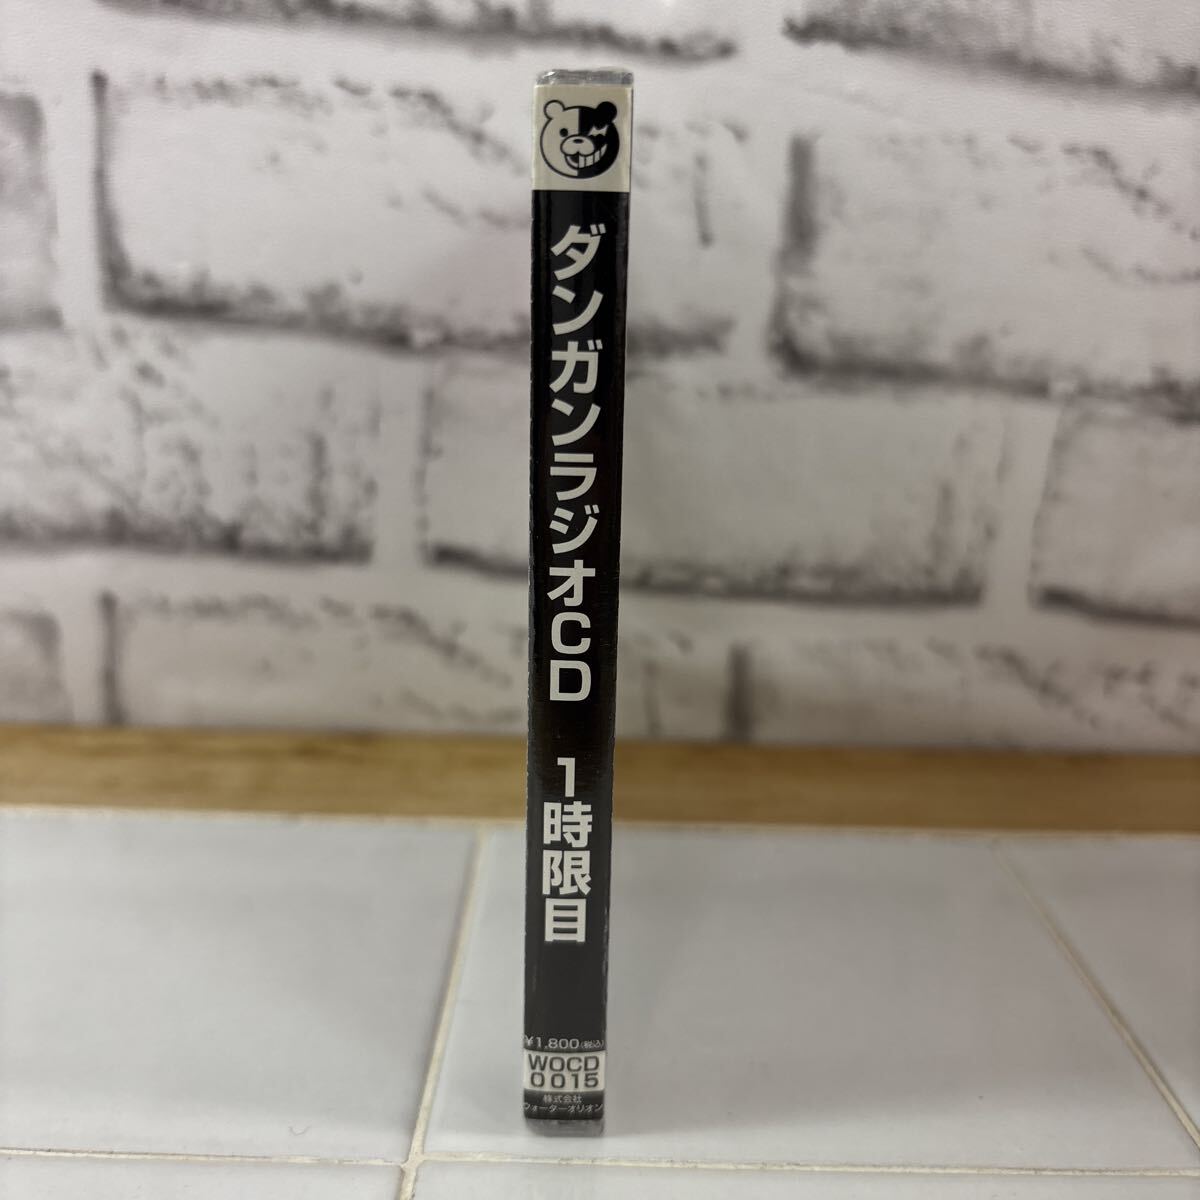 ダンガンラジオCD 1時限目
¥1,800(税込)
WOCD
0015
株式会社
ウォーターオリオン